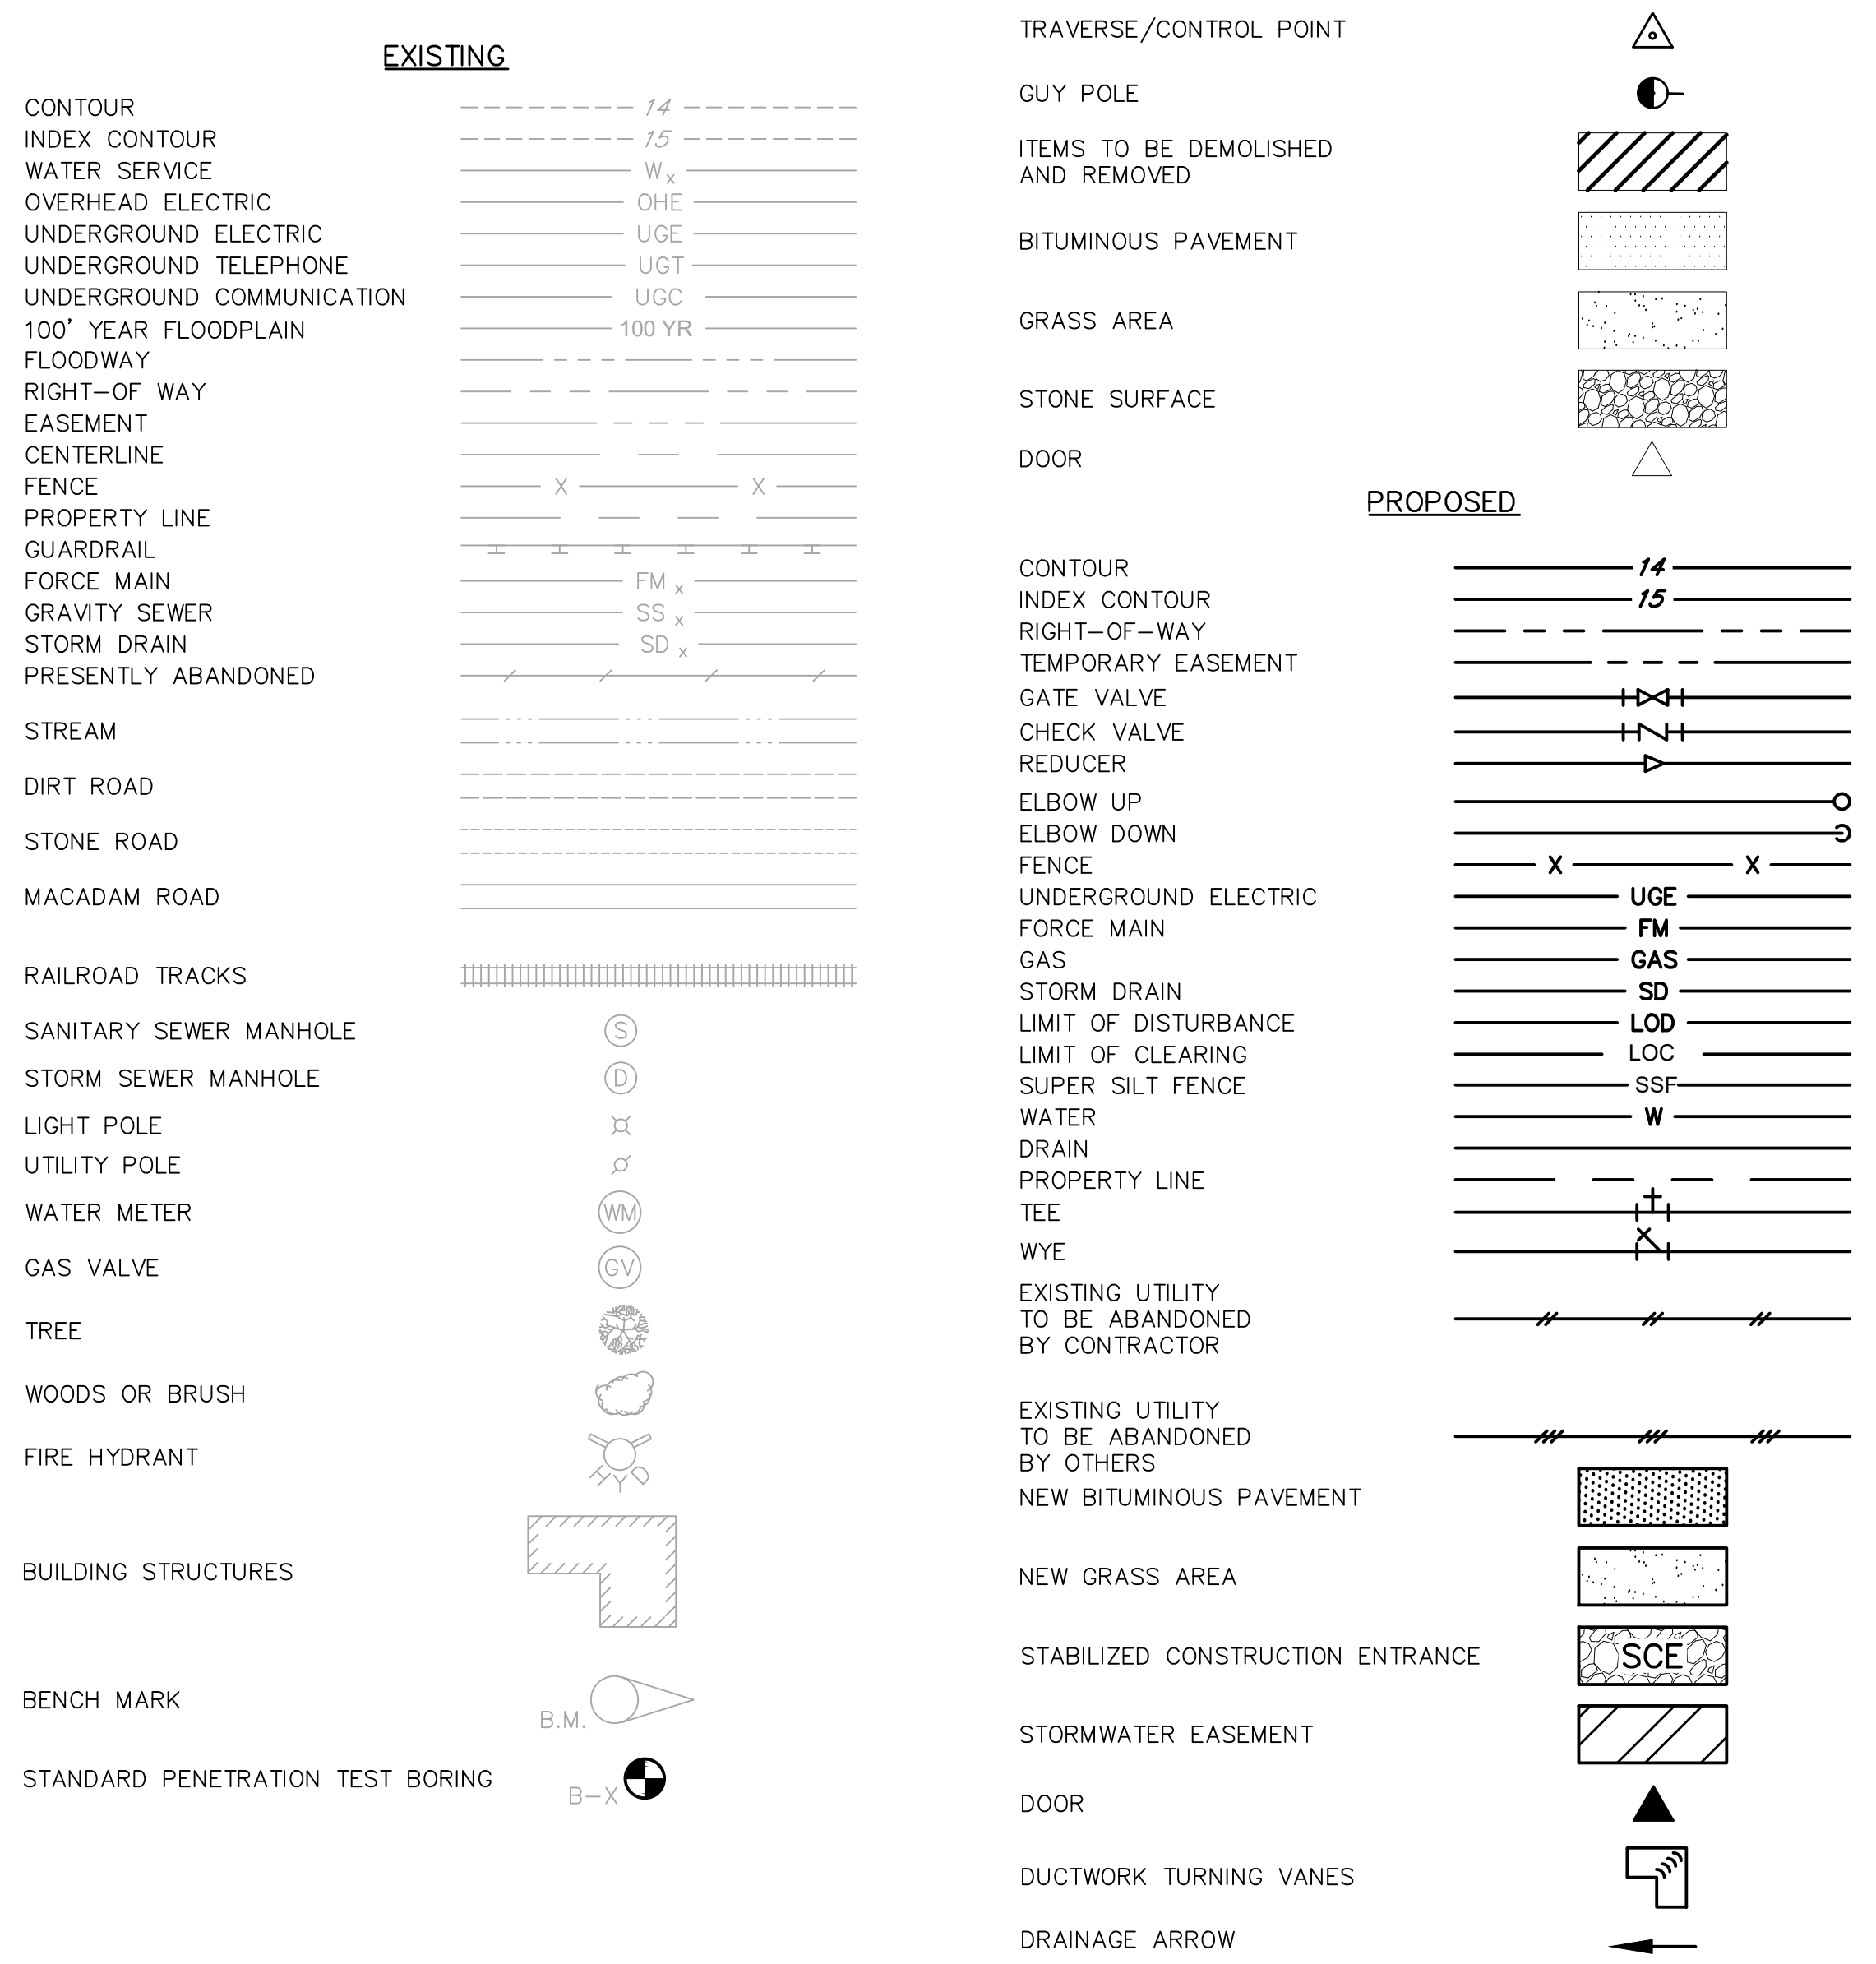 EXISTING
CONTOUR 14
INDEX CONTOUR 15
WATER SERVICE Wx
OVERHEAD ELECTRIC OHE
UNDERGROUND ELECTRIC UGE
UNDERGROUND TELEPHONE UGT
UNDERGROUND COMMUNICATION UGC
100' YEAR FLOODPLAIN 100 YR
FLOODWAY
RIGHT-OF WAY
EASEMENT
CENTERLINE
FENCE X X
PROPERTY LINE
GUARDRAIL
FORCE MAIN FM x
GRAVITY SEWER SS x
STORM DRAIN SD x
PRESENTLY ABANDONED
STREAM
DIRT ROAD
STONE ROAD
MACADAM ROAD
RAILROAD TRACKS
SANITARY SEWER MANHOLE S
STORM SEWER MANHOLE D
LIGHT POLE
UTILITY POLE
WATER METER WM
GAS VALVE GV
TREE
WOODS OR BRUSH
FIRE HYDRANT HYD
BUILDING STRUCTURES
BENCH MARK B.M.
STANDARD PENETRATION TEST BORING B-X
TRAVERSE/CONTROL POINT
GUY POLE
ITEMS TO BE DEMOLISHED
AND REMOVED
BITUMINOUS PAVEMENT
GRASS AREA
STONE SURFACE
DOOR
PROPOSED
CONTOUR 14
INDEX CONTOUR 15
RIGHT-OF-WAY
TEMPORARY EASEMENT
GATE VALVE
CHECK VALVE
REDUCER
ELBOW UP
ELBOW DOWN
FENCE X X
UNDERGROUND ELECTRIC UGE
FORCE MAIN FM
GAS GAS
STORM DRAIN SD
LIMIT OF DISTURBANCE LOD
LIMIT OF CLEARING LOC
SUPER SILT FENCE SSF
WATER W
DRAIN
PROPERTY LINE
TEE
WYE
EXISTING UTILITY
TO BE ABANDONED
BY CONTRACTOR
EXISTING UTILITY
TO BE ABANDONED
BY OTHERS
NEW BITUMINOUS PAVEMENT
NEW GRASS AREA
STABILIZED CONSTRUCTION ENTRANCE SCE
STORMWATER EASEMENT
DOOR
DUCTWORK TURNING VANES
DRAINAGE ARROW